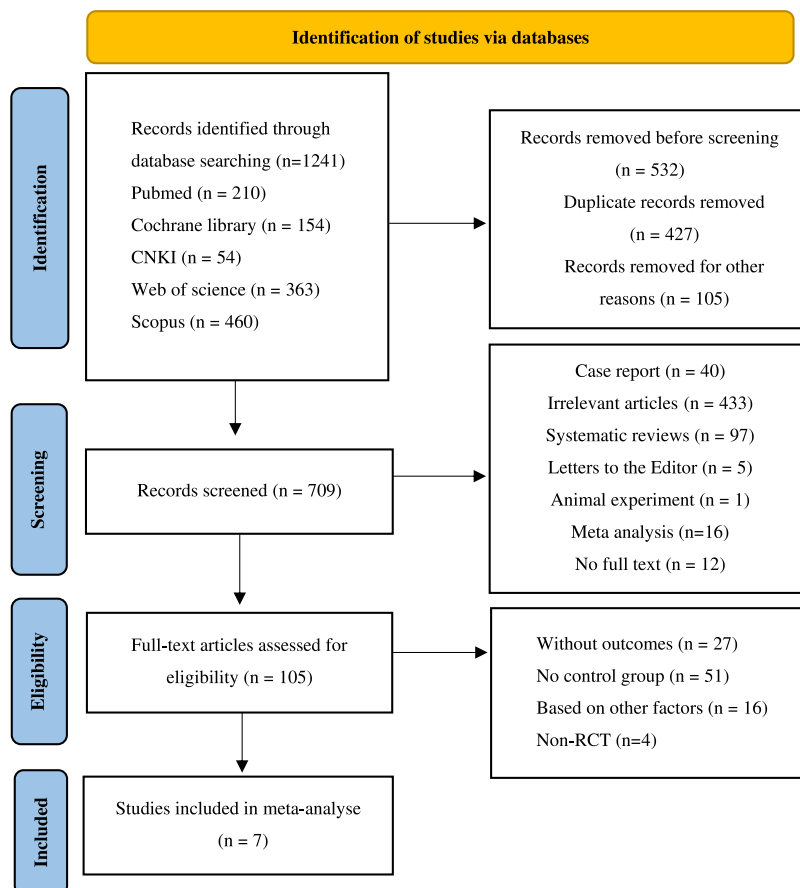 Identification of studies via databases
Identification
Records identified through
database searching (n=1241)
Pubmed = 210
Cochrane library (n = 154)
CNKI (n = 54)
Web of science (n = 363)
Scopus (n = 460)
Records removed before screening
(n = 532)
Duplicate records removed
(n = 427)
Records removed for other
reasons (n = 105)
Screening
Records screened (n = 709)
Case report (n = 40)
Irrelevant articles (n = 433)
Systematic reviews (n = 97)
Letters to the Editor (n = 5)
Animal experiment (n = 1)
Meta analysis (n=16)
No full text (n = 12)
Eligibility
Full-text articles assessed for
eligibility (n = 105)
Without outcomes (n = 27)
No control group (n = 51)
Based on other factors (n = 16)
Non-RCT (n=4)
Included
Studies included in meta-analyse
(n = 7)